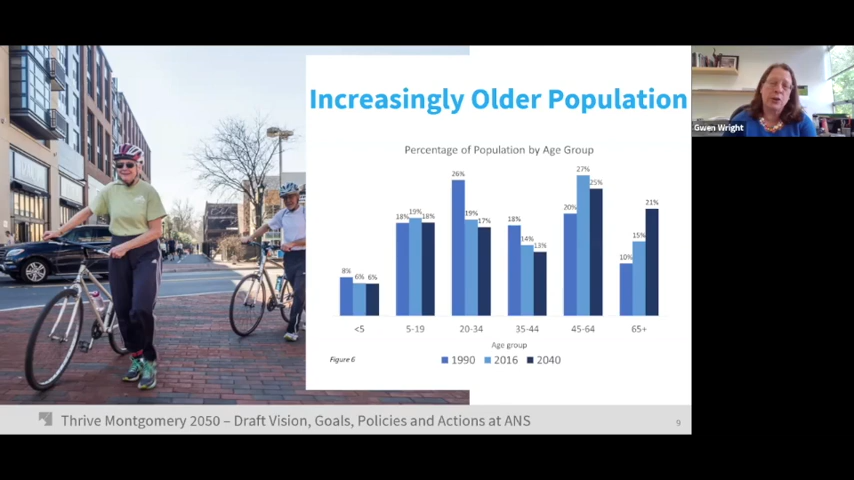 Increasingly Older Population
Percentage of Population by Age Group
8% 6% 6%
18% 19% 18%
26% 19% 17%
18% 14% 13%
20% 27% 25%
10% 15% 21%
<5 5-19 20-34 35-44 45-64 65+
Age group
Figure 6
1990 2016 2040
Thrive Montgomery 2050 – Draft Vision, Goals, Policies and Actions at ANS
9
Gwen Wright